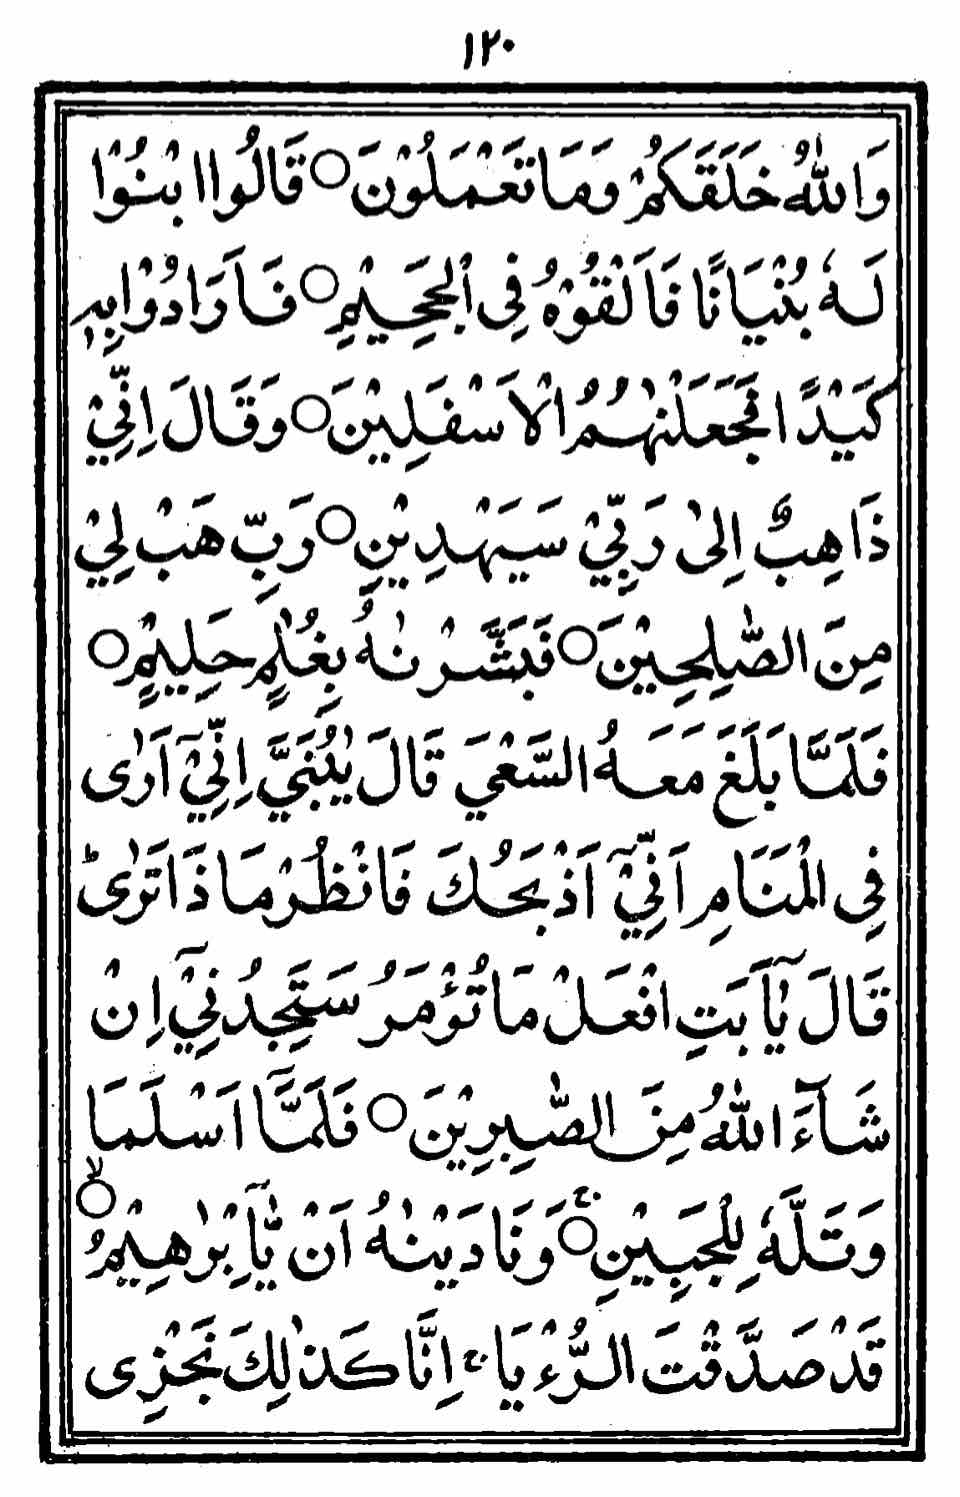 ١٢٠
وَاللّٰهُ خَلَقَكُمْ وَمَا تَعْمَلُوْنَ ○ قَالُوا ابْنُوْا
لَهٗ بُنْيَانًا فَاَلْقُوْهُ فِى الْجَحِيْمِ ○ فَاَرَادُوْا بِهٖ
كَيْدًا فَجَعَلْنٰهُمُ الْاَسْفَلِيْنَ ○ وَقَالَ اِنِّيْ
ذَاهِبٌ اِلٰى رَبِّيْ سَيَهْدِيْنِ ○ رَبِّ هَبْ لِيْ
مِنَ الصّٰلِحِيْنَ ○ فَبَشَّرْنٰهُ بِغُلٰمٍ حَلِيْمٍ ○
فَلَمَّا بَلَغَ مَعَهُ السَّعْيَ قَالَ يٰبُنَيَّ اِنِّيْٓ اَرٰى
فِى الْمَنَامِ اَنِّيْٓ اَذْبَحُكَ فَانْظُرْ مَاذَا تَرٰىؕ
قَالَ يٰٓاَبَتِ افْعَلْ مَا تُؤْمَرُ سَتَجِدُنِيْٓ اِنْ
شَآءَ اللّٰهُ مِنَ الصّٰبِرِيْنَ ○ فَلَمَّآ اَسْلَمَا
وَتَلَّهٗ لِلْجَبِيْنِ ۚ○ وَنَادَيْنٰهُ اَنْ يّٰٓاِبْرٰهِيْمُ ۙ○
قَدْ صَدَّقْتَ الرُّءْيَا ۚ اِنَّا كَذٰلِكَ نَجْزِى